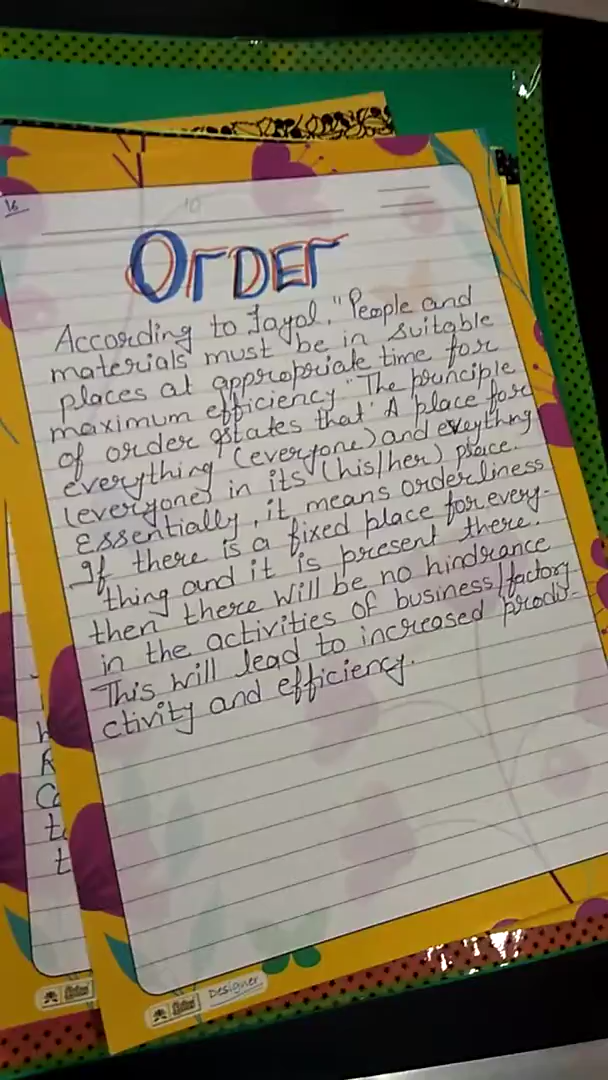 16
10
ORDER
According to Fayol, "People and
materials must be in suitable
places at appropriate time for
maximum efficiency" The principle
of order states that 'A place for
everything (everyone) and eveythng
(everyone) in its (his/her) place.
Essentially, it means orderliness
If there is a fixed place for every-
thing and it is present there.
then there will be no hindrance
in the activities of business/factory
This will lead to increased produ-
ctivity and efficiency.
DESIGNER